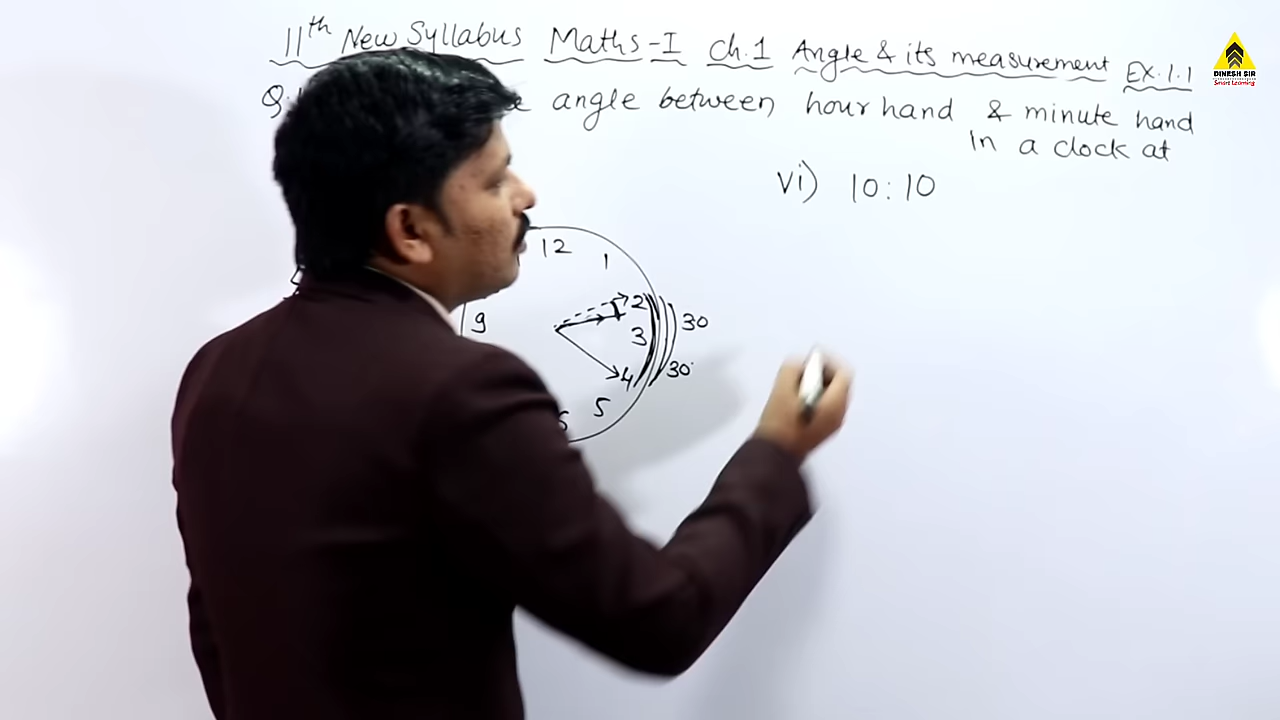 11th New Syllabus Maths-I Ch.1 Angle & its measurement EX.1.1
angle between hour hand & minute hand
in a clock at
vi) 10:10
12
1
2
9
3
30
4
30
5
DINESH SIR
Smart Learning